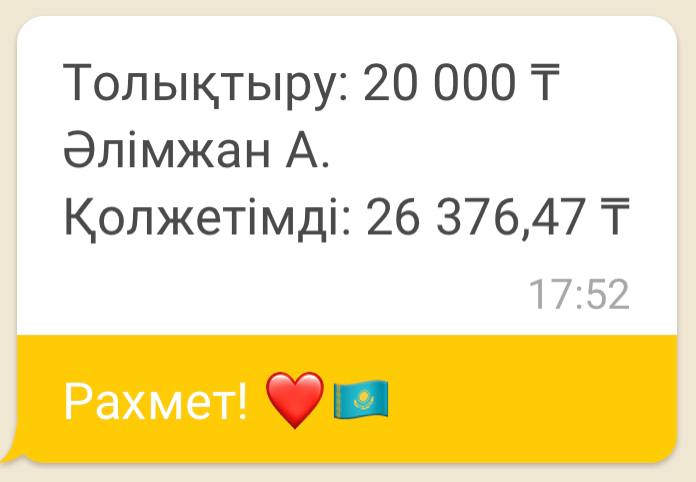 Толықтыру: 20 000 ₸
Әлімжан А.
Қолжетімді: 26 376,47 ₸
17:52
Рахмет! ❤️🇰🇿